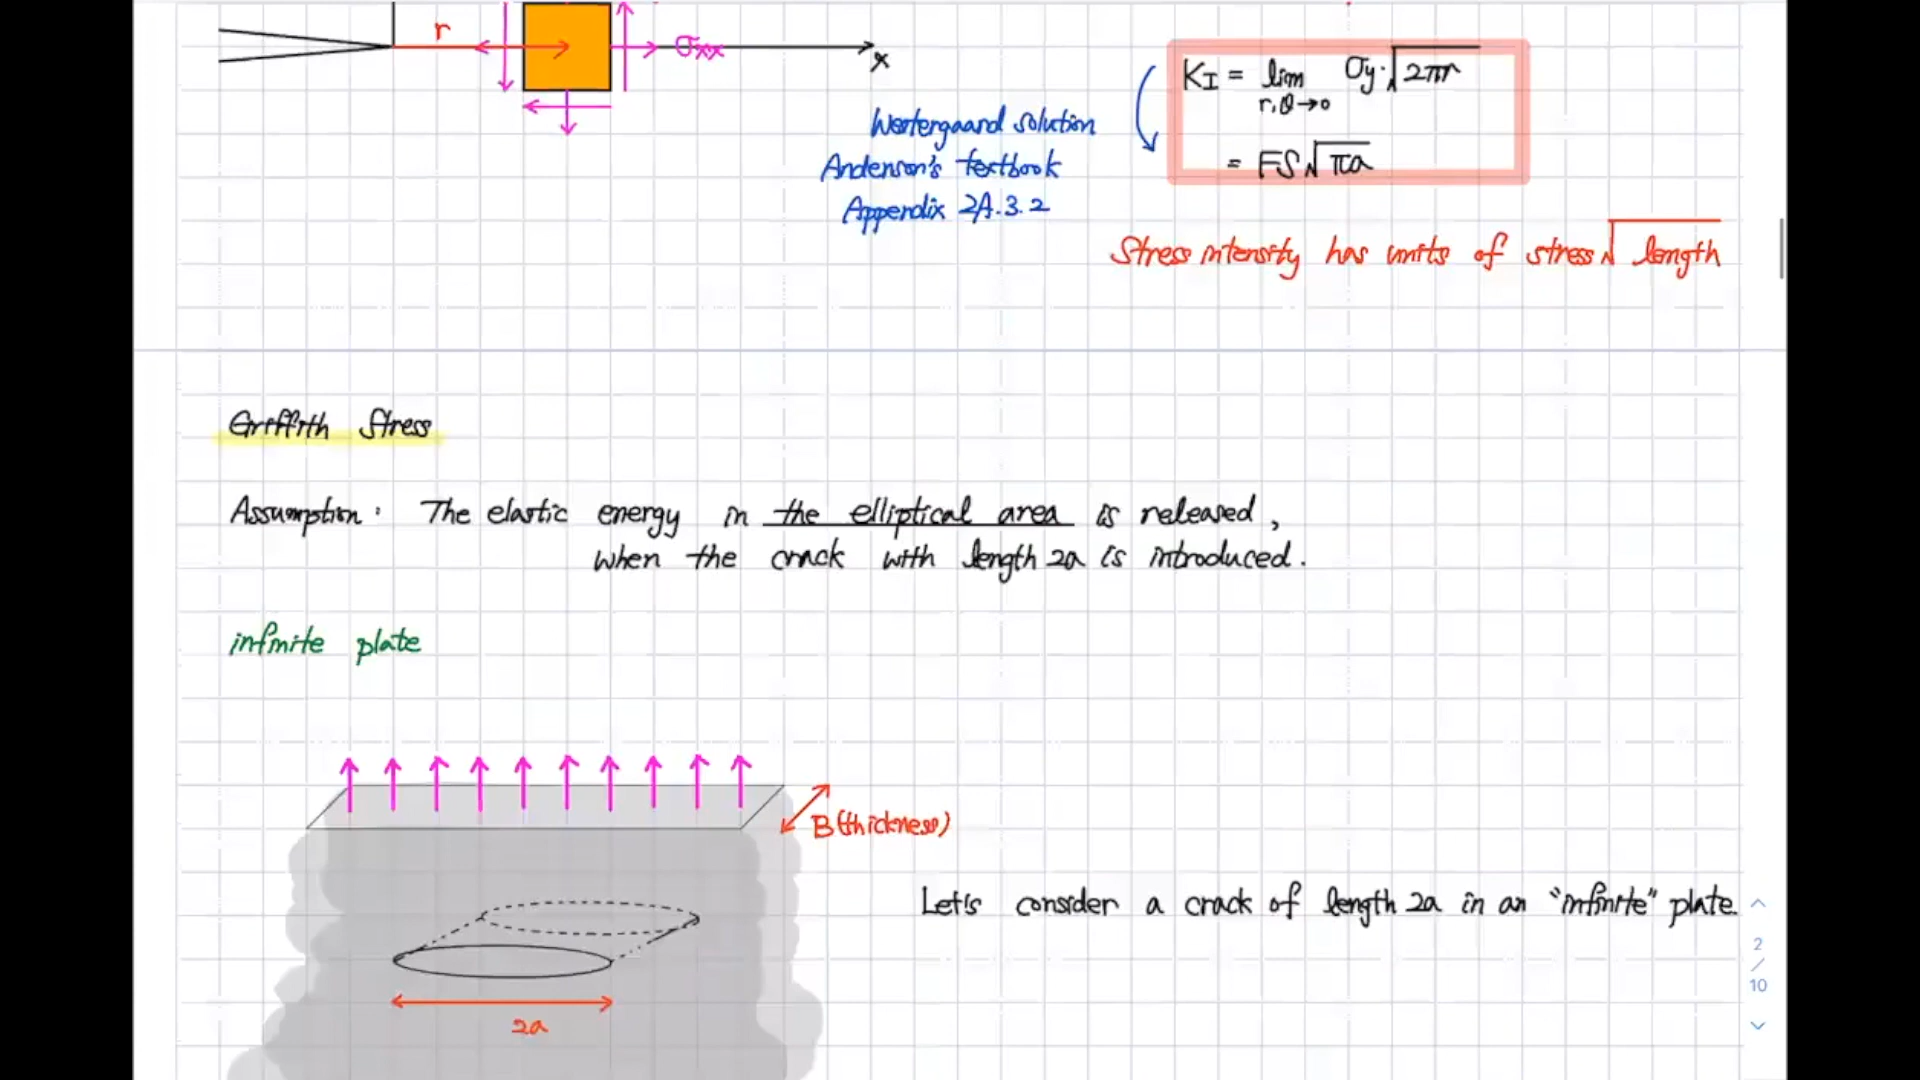 r
σxx
x
K_I = lim σy·√2πr
r,θ→0
= FS√πa
Westergaard solution
Anderson's textbook
Appendix 2A.3.2
Stress intensity has units of stress√length
Griffith Stress
Assumption: The elastic energy in the elliptical area is released,
when the crack with length 2a is introduced.
infinite plate
B(thickness)
Let's consider a crack of length 2a in an "infinite" plate.
2a
2
/
10